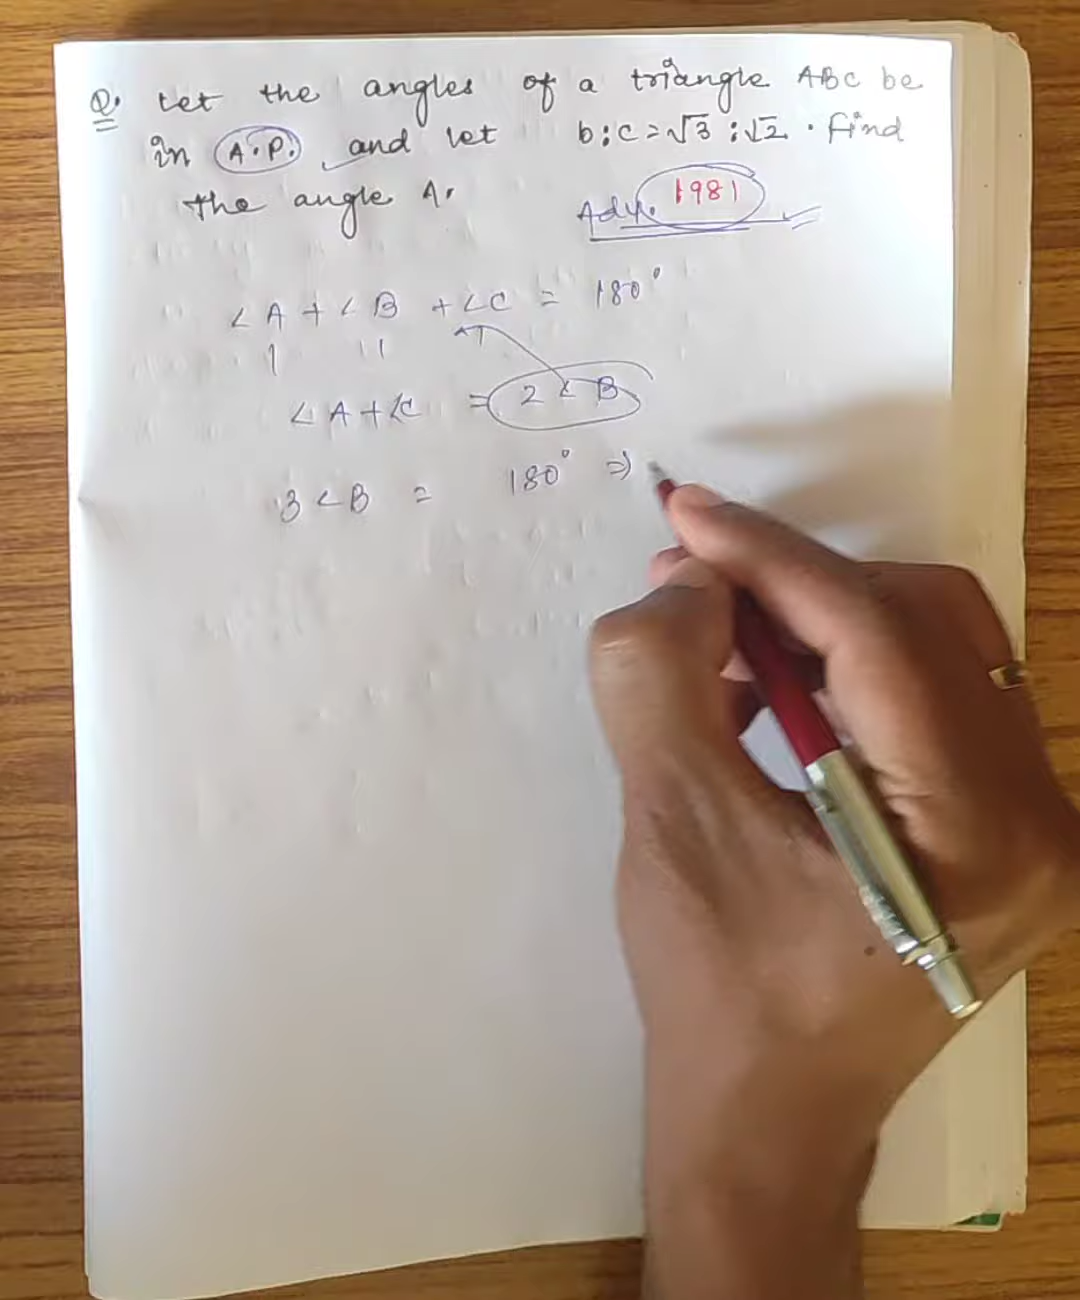 Q. Let the angles of a triangle ABC be
in A.P. and let b:c=√3:√2. Find
the angle A.
Adv. 1981
∠A+∠B+∠C = 180°
∠A+∠C = 2∠B
3∠B = 180° ⇒